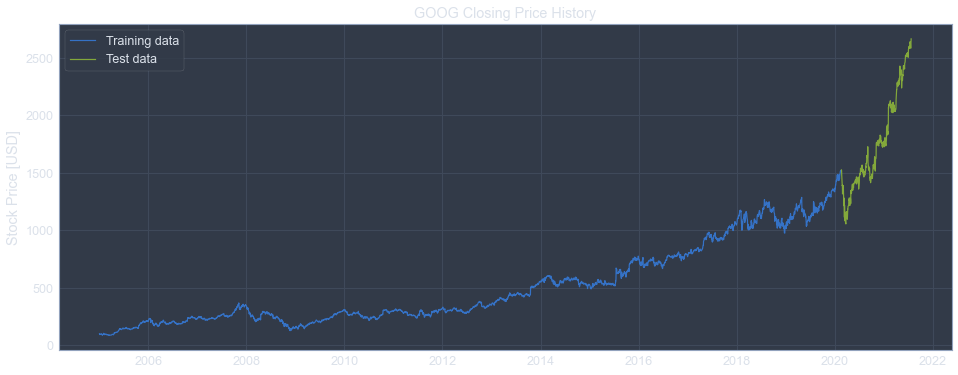 GOOG Closing Price History
Training data
Test data
Stock Price [USD]
2500
2000
1500
1000
500
0
2006 2008 2010 2012 2014 2016 2018 2020 2022